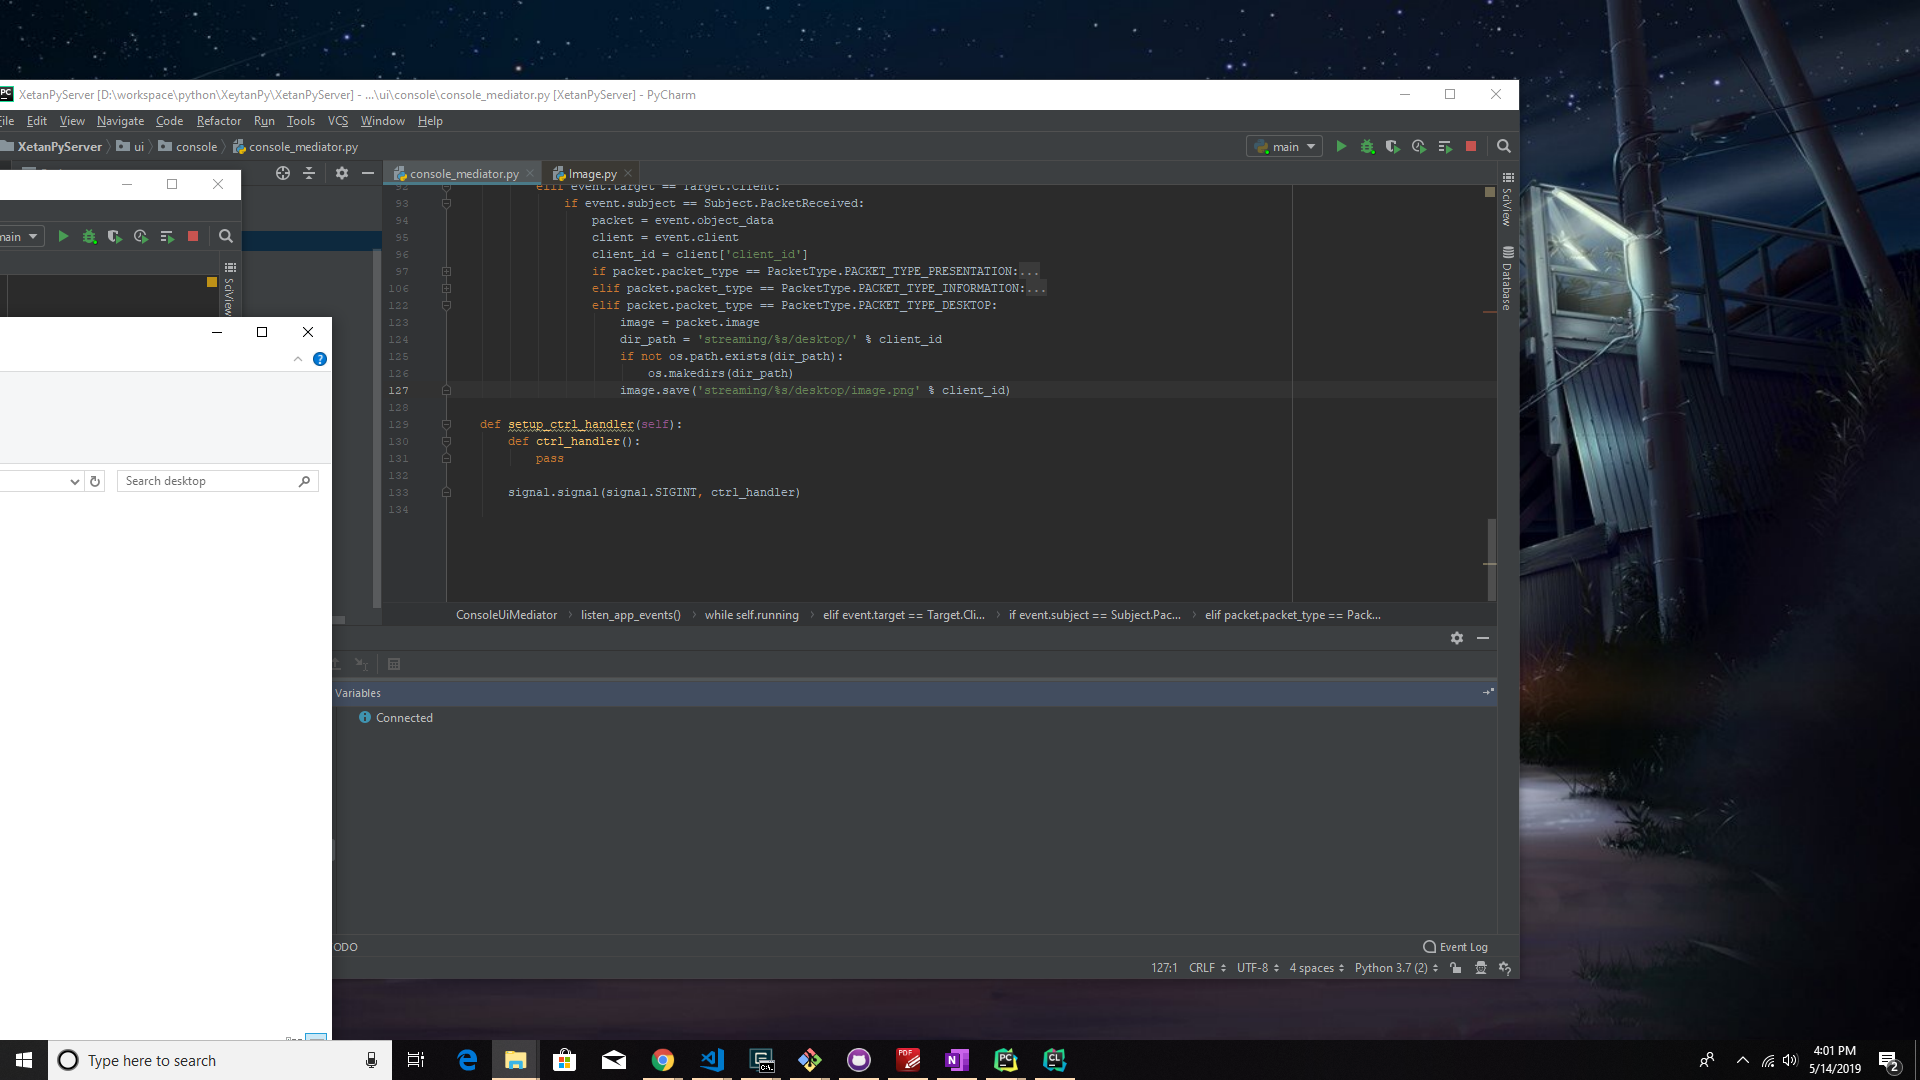 XetanPyServer [D:\workspace\python\XeytanPy\XetanPyServer] - ...\ui\console\console_mediator.py [XetanPyServer] - PyCharm
File Edit View Navigate Code Refactor Run Tools VCS Window Help
XetanPyServer ui console console_mediator.py
main
console_mediator.py Image.py
92 elif event.target == Target.Client:
93 if event.subject == Subject.PacketReceived:
94 packet = event.object_data
95 client = event.client
96 client_id = client['client_id']
97 if packet.packet_type == PacketType.PACKET_TYPE_PRESENTATION:...
106 elif packet.packet_type == PacketType.PACKET_TYPE_INFORMATION:...
122 elif packet.packet_type == PacketType.PACKET_TYPE_DESKTOP:
123 image = packet.image
124 dir_path = 'streaming/%s/desktop/' % client_id
125 if not os.path.exists(dir_path):
126 os.makedirs(dir_path)
127 image.save('streaming/%s/desktop/image.png' % client_id)
128
129 def setup_ctrl_handler(self):
130 def ctrl_handler():
131 pass
132
133 signal.signal(signal.SIGINT, ctrl_handler)
134
SciView
Database
main
SciView
Search desktop
ConsoleUiMediator listen_app_events() while self.running elif event.target == Target.Cli... if event.subject == Subject.Pac... elif packet.packet_type == Pack...
Variables
Connected
ODO
Event Log
127:1 CRLF UTF-8 4 spaces Python 3.7 (2)
Type here to search
4:01 PM
5/14/2019
2